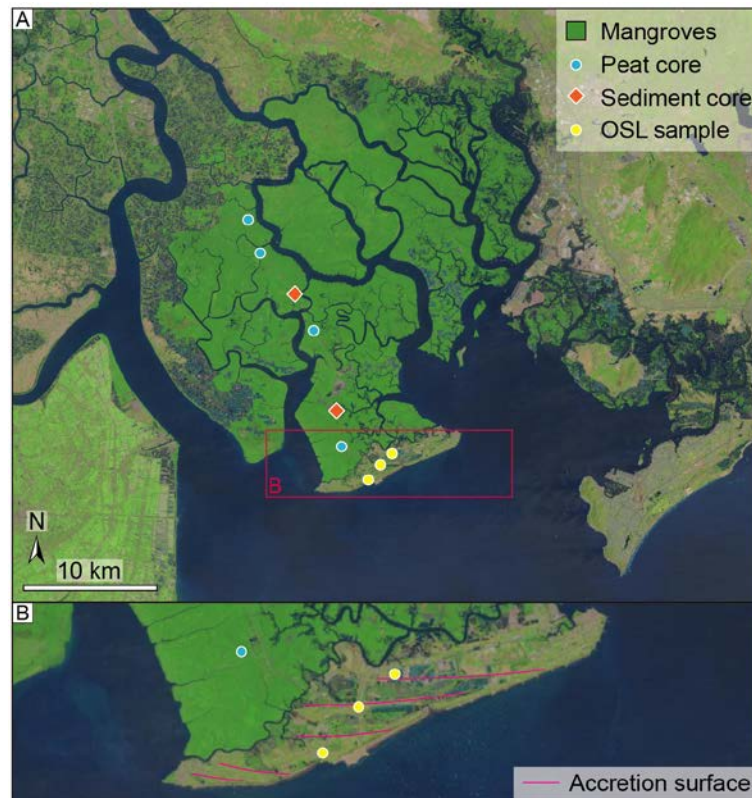 A
Mangroves
Peat core
Sediment core
OSL sample
B
N
10 km
B
Accretion surface